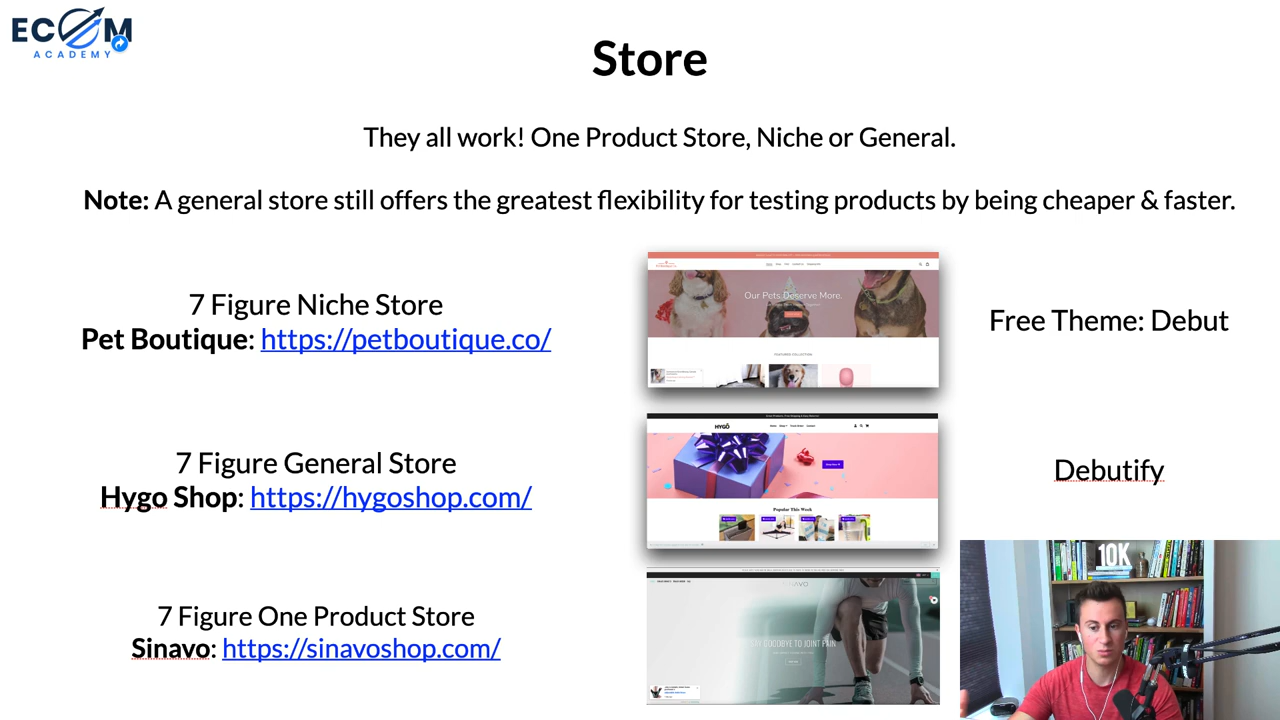 ECOM
ACADEMY
Store
They all work! One Product Store, Niche or General.
Note: A general store still offers the greatest flexibility for testing products by being cheaper & faster.
7 Figure Niche Store
Pet Boutique: https://petboutique.co/
Our Pets Deserve More.
Free Theme: Debut
7 Figure General Store
Hygo Shop: https://hygoshop.com/
HYGO
Popular This Week
Debutify
7 Figure One Product Store
Sinavo: https://sinavoshop.com/
SAY GOODBYE TO JOINT PAIN
10K